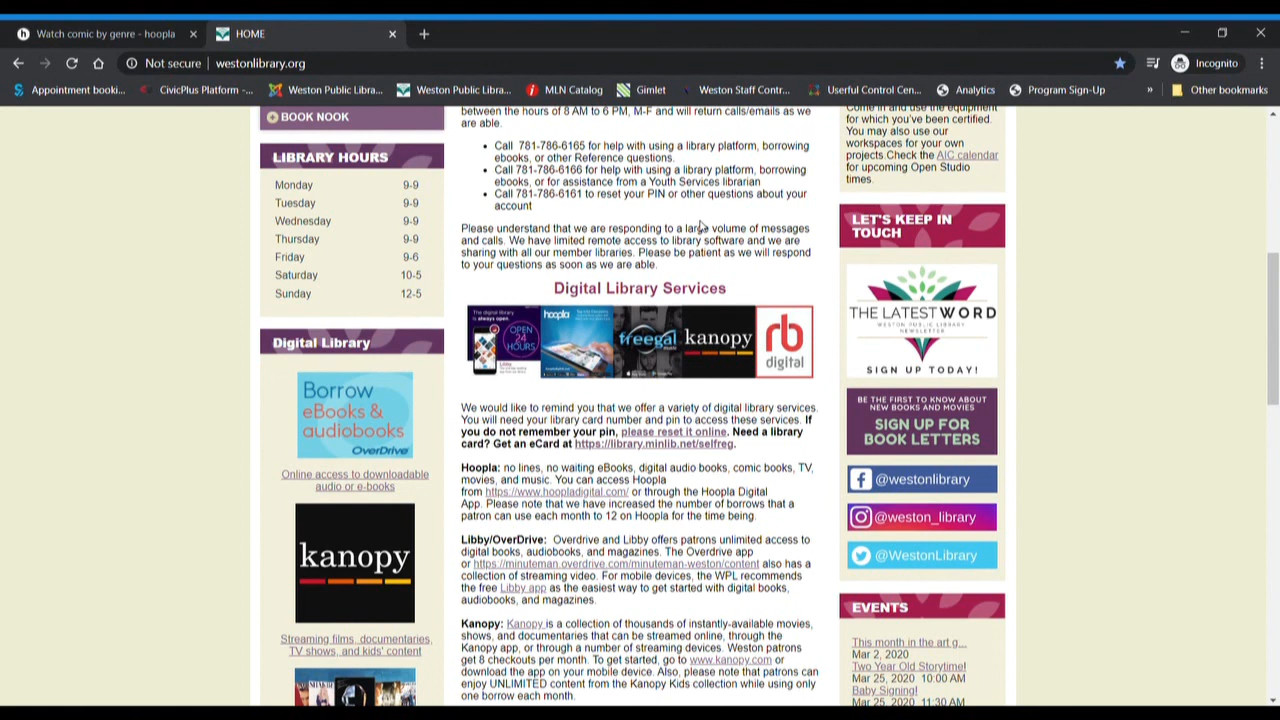 Watch comic by genre - hoopla
HOME
Not secure westonlibrary.org
Incognito
Appointment booki...
CivicPlus Platform -...
Weston Public Libra...
Weston Public Libra...
MLN Catalog
Gimlet
Weston Staff Contr...
Userful Control Cen...
Analytics
Program Sign-Up
»
Other bookmarks
BOOK NOOK
LIBRARY HOURS
Monday 9-9
Tuesday 9-9
Wednesday 9-9
Thursday 9-9
Friday 9-6
Saturday 10-5
Sunday 12-5
Digital Library
Borrow
eBooks &
audiobooks
OverDrive
Online access to downloadable
audio or e-books
kanopy
Streaming films, documentaries,
TV shows, and kids' content
between the hours of 8 AM to 6 PM, M-F and will return calls/emails as we
are able.
• Call 781-786-6165 for help with using a library platform, borrowing
ebooks, or other Reference questions.
• Call 781-786-6166 for help with using a library platform, borrowing
ebooks, or for assistance from a Youth Services librarian
• Call 781-786-6161 to reset your PIN or other questions about your
account
Please understand that we are responding to a large volume of messages
and calls. We have limited remote access to library software and we are
sharing with all our member libraries. Please be patient as we will respond
to your questions as soon as we are able.
Digital Library Services
The digital library
is always open
OPEN
24
HOURS
Libby
hoopla
freegal
kanopy
rb
digital
We would like to remind you that we offer a variety of digital library services.
You will need your library card number and pin to access these services. If
you do not remember your pin, please reset it online. Need a library
card? Get an eCard at https://library.minlib.net/selfreg.
Hoopla: no lines, no waiting eBooks, digital audio books, comic books, TV,
movies, and music. You can access Hoopla
from https://www.hoopladigital.com/ or through the Hoopla Digital
App. Please note that we have increased the number of borrows that a
patron can use each month to 12 on Hoopla for the time being.
Libby/OverDrive: Overdrive and Libby offers patrons unlimited access to
digital books, audiobooks, and magazines. The Overdrive app
or https://minuteman.overdrive.com/minuteman-weston/content also has a
collection of streaming video. For mobile devices, the WPL recommends
the free Libby app as the easiest way to get started with digital books,
audiobooks, and magazines.
Kanopy: Kanopy is a collection of thousands of instantly-available movies,
shows, and documentaries that can be streamed online, through the
Kanopy app, or through a number of streaming devices. Weston patrons
get 8 checkouts per month. To get started, go to www.kanopy.com or
download the app on your mobile device. Also, please note that patrons can
enjoy UNLIMITED content from the Kanopy Kids collection while using only
one borrow each month.
Come in and use the equipment
for which you've been certified.
You may also use our
workspaces for your own
projects.Check the AIC calendar
for upcoming Open Studio
times.
LET'S KEEP IN
TOUCH
THE LATESTWORD
WESTON PUBLIC LIBRARY
NEWSLETTER
SIGN UP TODAY!
BE THE FIRST TO KNOW ABOUT
NEW BOOKS AND MOVIES
SIGN UP FOR
BOOK LETTERS
@westonlibrary
@weston_library
@WestonLibrary
EVENTS
This month in the art g...
Mar 2, 2020
Two Year Old Storytime!
Mar 25, 2020 10:00 AM
Baby Signing!
Mar 25, 2020 11:30 AM